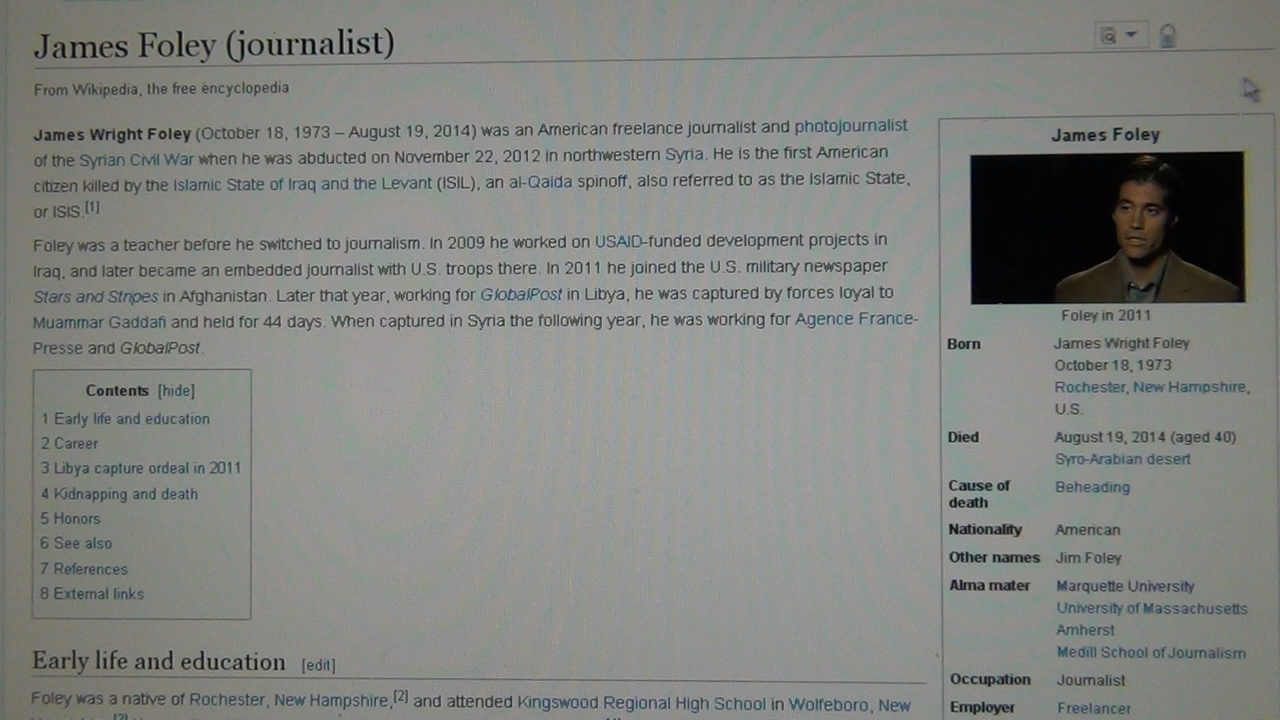 James Foley (journalist)
From Wikipedia, the free encyclopedia
James Wright Foley (October 18, 1973 – August 19, 2014) was an American freelance journalist and photojournalist
of the Syrian Civil War when he was abducted on November 22, 2012 in northwestern Syria. He is the first American
citizen killed by the Islamic State of Iraq and the Levant (ISIL), an al-Qaida spinoff, also referred to as the Islamic State,
or ISIS.[1]
Foley was a teacher before he switched to journalism. In 2009 he worked on USAID-funded development projects in
Iraq, and later became an embedded journalist with U.S. troops there. In 2011 he joined the U.S. military newspaper
Stars and Stripes in Afghanistan. Later that year, working for GlobalPost in Libya, he was captured by forces loyal to
Muammar Gaddafi and held for 44 days. When captured in Syria the following year, he was working for Agence France-
Presse and GlobalPost.
Contents [hide]
1 Early life and education
2 Career
3 Libya capture ordeal in 2011
4 Kidnapping and death
5 Honors
6 See also
7 References
8 External links
Early life and education [edit]
Foley was a native of Rochester, New Hampshire,[2] and attended Kingswood Regional High School in Wolfeboro, New
James Foley
Foley in 2011
Born James Wright Foley
October 18, 1973
Rochester, New Hampshire,
U.S.
Died August 19, 2014 (aged 40)
Syro-Arabian desert
Cause of Beheading
death
Nationality American
Other names Jim Foley
Alma mater Marquette University
University of Massachusetts
Amherst
Medill School of Journalism
Occupation Journalist
Employer Freelancer